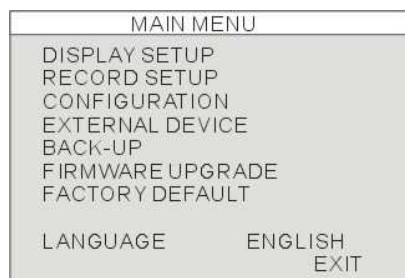 MAIN MENU
DISPLAY SETUP
RECORD SETUP
CONFIGURATION
EXTERNAL DEVICE
BACK-UP
FIRMWARE UPGRADE
FACTORY DEFAULT
LANGUAGE ENGLISH
EXIT